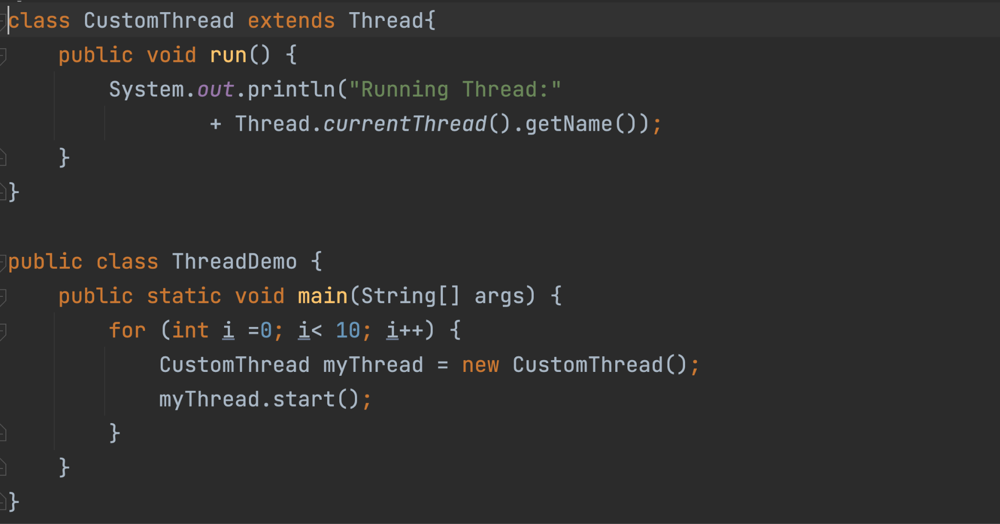 class CustomThread extends Thread{
    public void run() {
        System.out.println("Running Thread:"
                + Thread.currentThread().getName());
    }
}

public class ThreadDemo {
    public static void main(String[] args) {
        for (int i =0; i< 10; i++) {
            CustomThread myThread = new CustomThread();
            myThread.start();
        }
    }
}